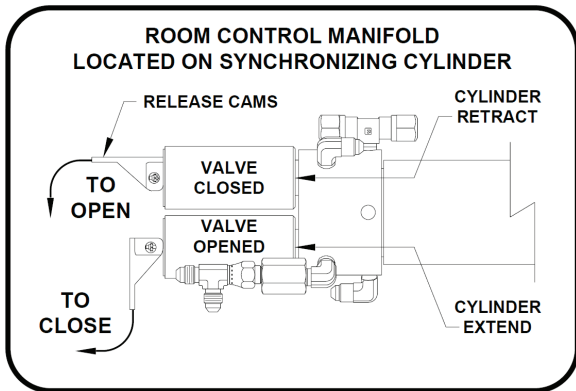 ROOM CONTROL MANIFOLD
LOCATED ON SYNCHRONIZING CYLINDER
RELEASE CAMS
CYLINDER
RETRACT
VALVE
CLOSED
TO
OPEN
VALVE
OPENED
TO
CLOSE
CYLINDER
EXTEND